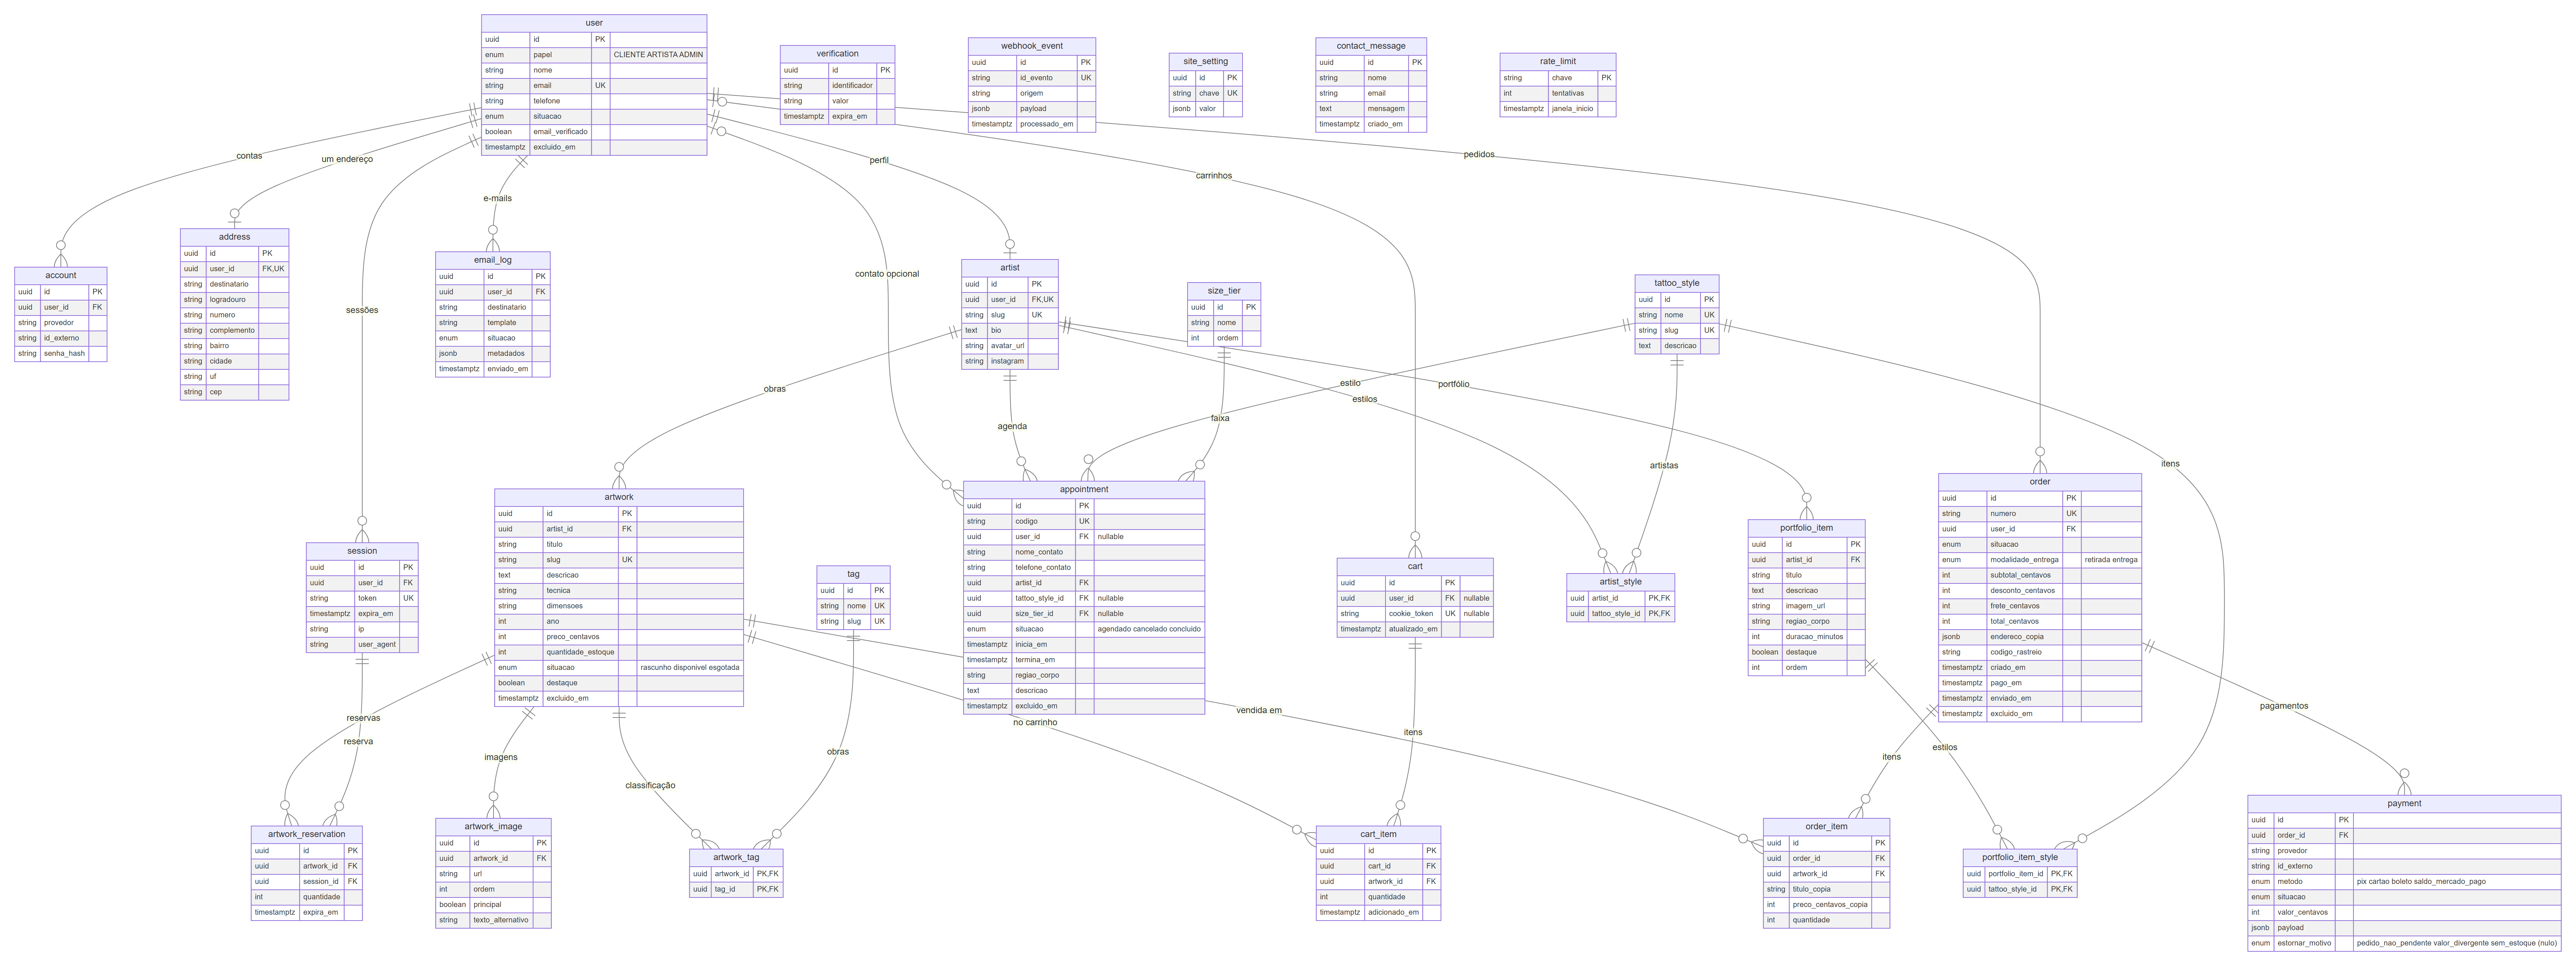 user
uuid id PK
enum papel CLIENTE ARTISTA ADMIN
string nome
string email UK
string telefone
enum situacao
boolean email_verificado
timestamptz excluido_em
verification
uuid id PK
string identificador
string valor
timestamptz expira_em
webhook_event
uuid id PK
string id_evento UK
string origem
jsonb payload
timestamptz processado_em
site_setting
uuid id PK
string chave UK
jsonb valor
contact_message
uuid id PK
string nome
string email
text mensagem
timestamptz criado_em
rate_limit
string chave PK
int tentativas
timestamptz janela_inicio
contas
um endereço
e-mails
perfil
carrinhos
pedidos
sessões
contato opcional
account
uuid id PK
uuid user_id FK
string provedor
string id_externo
string senha_hash
address
uuid id PK
uuid user_id FK,UK
string destinatario
string logradouro
string numero
string complemento
string bairro
string cidade
string uf
string cep
email_log
uuid id PK
uuid user_id FK
string destinatario
string template
enum situacao
jsonb metadados
timestamptz enviado_em
artist
uuid id PK
uuid user_id FK,UK
string slug UK
text bio
string avatar_url
string instagram
size_tier
uuid id PK
string nome
int ordem
tattoo_style
uuid id PK
string nome UK
string slug UK
text descricao
obras
agenda
faixa
estilo
estilos
portfólio
artistas
itens
session
uuid id PK
uuid user_id FK
string token UK
timestamptz expira_em
string ip
string user_agent
artwork
uuid id PK
uuid artist_id FK
string titulo
string slug UK
text descricao
string tecnica
string dimensoes
int ano
int preco_centavos
int quantidade_estoque
enum situacao rascunho disponivel esgotada
boolean destaque
timestamptz excluido_em
tag
uuid id PK
string nome UK
string slug UK
appointment
uuid id PK
string codigo UK
uuid user_id FK nullable
string nome_contato
string telefone_contato
uuid artist_id FK
uuid tattoo_style_id FK nullable
uuid size_tier_id FK nullable
enum situacao agendado cancelado concluido
timestamptz inicia_em
timestamptz termina_em
string regiao_corpo
text descricao
timestamptz excluido_em
cart
uuid id PK
uuid user_id FK nullable
string cookie_token UK nullable
timestamptz atualizado_em
artist_style
uuid artist_id PK,FK
uuid tattoo_style_id PK,FK
portfolio_item
uuid id PK
uuid artist_id FK
string titulo
text descricao
string imagem_url
string regiao_corpo
int duracao_minutos
boolean destaque
int ordem
order
uuid id PK
string numero UK
uuid user_id FK
enum situacao
enum modalidade_entrega retirada entrega
int subtotal_centavos
int desconto_centavos
int frete_centavos
int total_centavos
jsonb endereco_copia
string codigo_rastreio
timestamptz criado_em
timestamptz pago_em
timestamptz enviado_em
timestamptz excluido_em
reservas
reserva
imagens
classificação
obras
no carrinho
itens
vendida em
itens
estilos
pagamentos
artwork_reservation
uuid id PK
uuid artwork_id FK
uuid session_id FK
int quantidade
timestamptz expira_em
artwork_image
uuid id PK
uuid artwork_id FK
string url
int ordem
boolean principal
string texto_alternativo
artwork_tag
uuid artwork_id PK,FK
uuid tag_id PK,FK
cart_item
uuid id PK
uuid cart_id FK
uuid artwork_id FK
int quantidade
timestamptz adicionado_em
order_item
uuid id PK
uuid order_id FK
uuid artwork_id FK
string titulo_copia
int preco_centavos_copia
int quantidade
portfolio_item_style
uuid portfolio_item_id PK,FK
uuid tattoo_style_id PK,FK
payment
uuid id PK
uuid order_id FK
string provedor
string id_externo
enum metodo pix cartao boleto saldo_mercado_pago
enum situacao
int valor_centavos
jsonb payload
enum estornar_motivo pedido_nao_pendente valor_divergente sem_estoque (nulo)